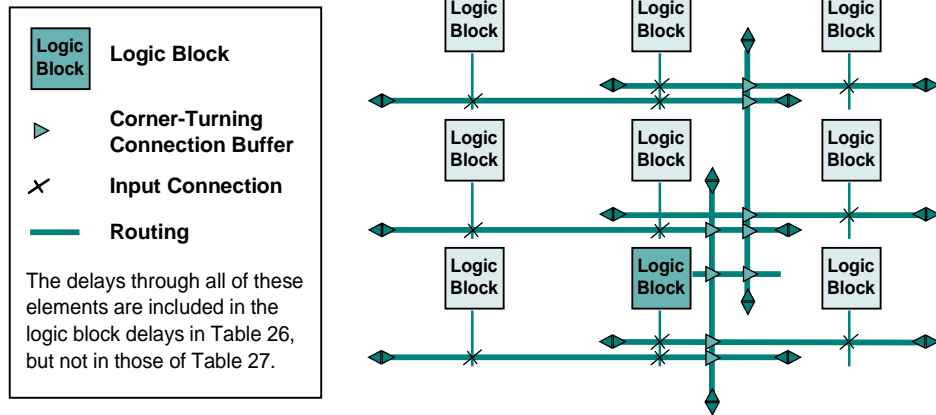 Logic
Block
Logic Block
Corner-Turning
Connection Buffer
Input Connection
Routing
The delays through all of these
elements are included in the
logic block delays in Table 26,
but not in those of Table 27.
Logic
Block
Logic
Block
Logic
Block
Logic
Block
Logic
Block
Logic
Block
Logic
Block
Logic
Block
Logic
Block